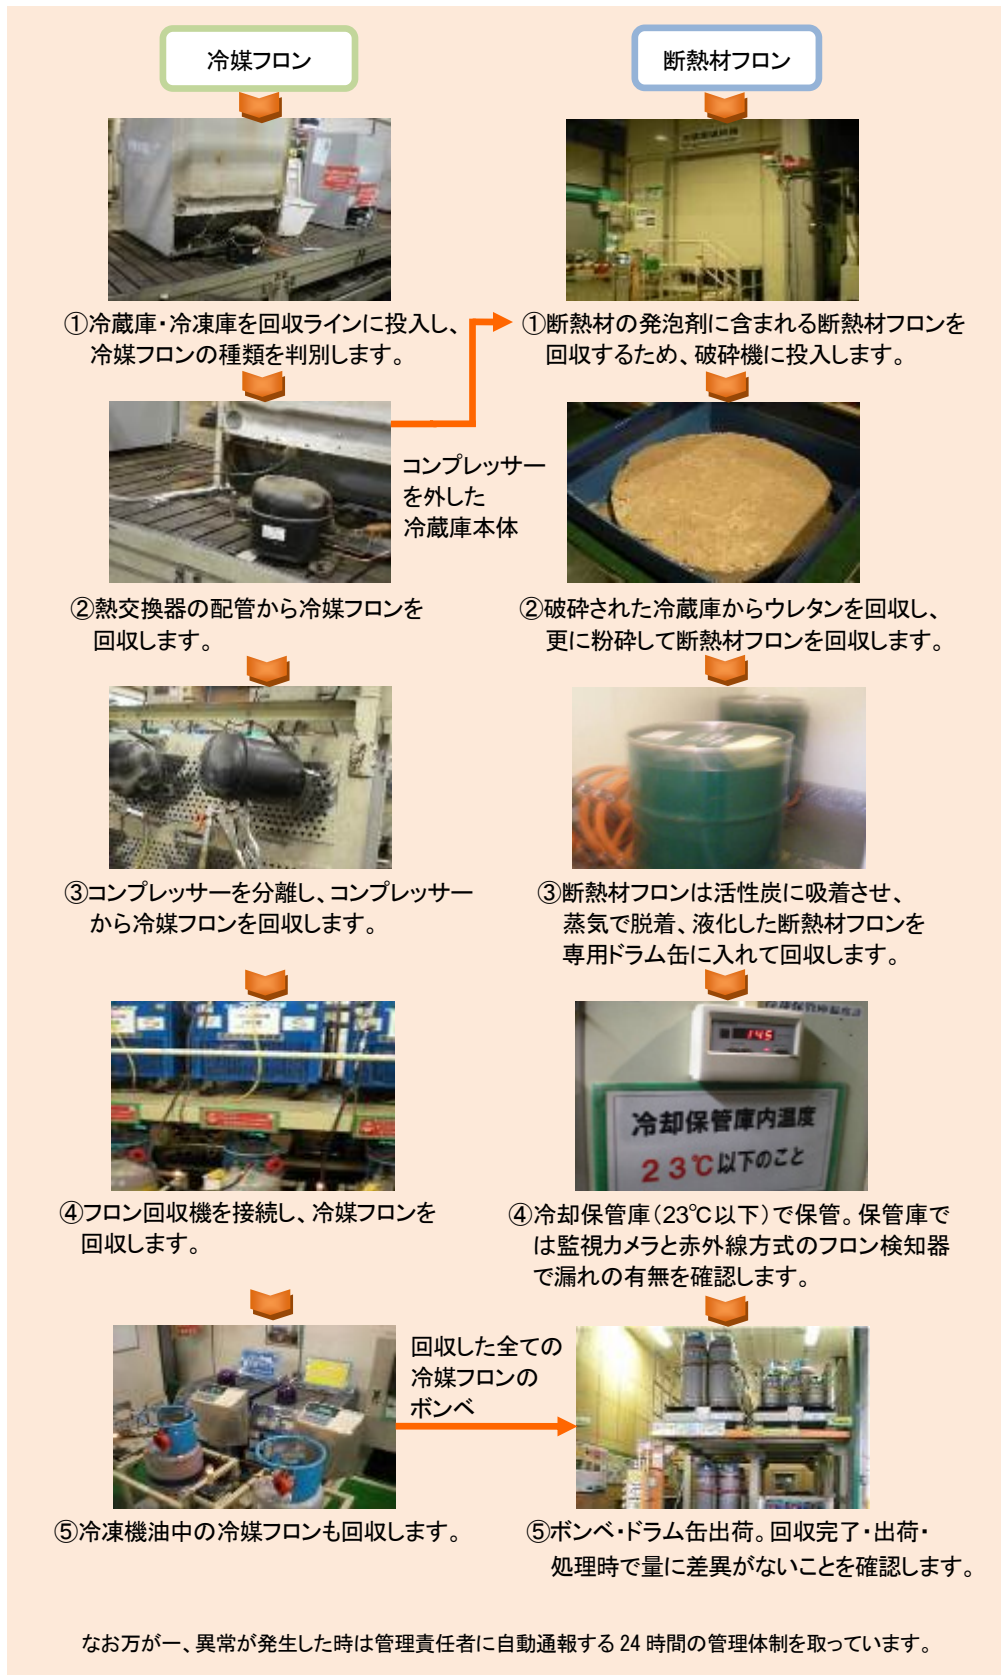 冷媒フロン
①冷蔵庫・冷凍庫を回収ラインに投入し、
冷媒フロンの種類を判別します。
コンプレッサー
を外した
冷蔵庫本体
②熱交換器の配管から冷媒フロンを
回収します。
③コンプレッサーを分離し、コンプレッサー
から冷媒フロンを回収します。
④フロン回収機を接続し、冷媒フロンを
回収します。
回収した全ての
冷媒フロンの
ボンベ
⑤冷凍機油中の冷媒フロンも回収します。
断熱材フロン
①断熱材の発泡剤に含まれる断熱材フロンを
回収するため、破砕機に投入します。
②破砕された冷蔵庫からウレタンを回収し、
更に粉砕して断熱材フロンを回収します。
③断熱材フロンは活性炭に吸着させ、
蒸気で脱着、液化した断熱材フロンを
専用ドラム缶に入れて回収します。
冷却保管庫内温度
23℃以下のこと
④冷却保管庫（23℃以下）で保管。保管庫で
は監視カメラと赤外線方式のフロン検知器
で漏れの有無を確認します。
⑤ボンベ・ドラム缶出荷。回収完了・出荷・
処理時で量に差異がないことを確認します。
なお万が一、異常が発生した時は管理責任者に自動通報する 24 時間の管理体制を取っています。